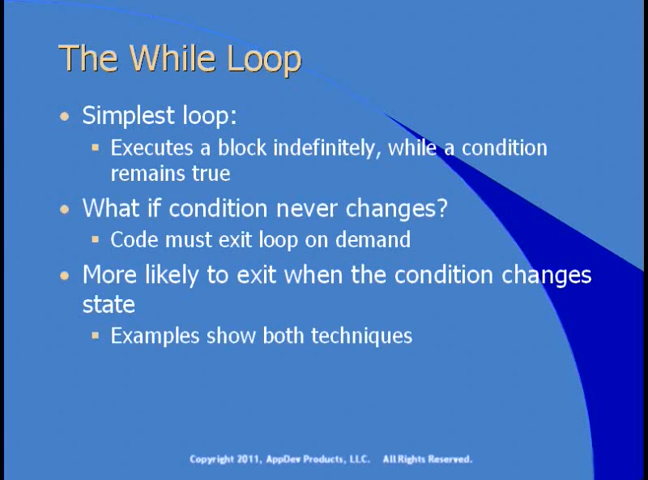 The While Loop
• Simplest loop:
▪ Executes a block indefinitely, while a condition
remains true
• What if condition never changes?
▪ Code must exit loop on demand
• More likely to exit when the condition changes
state
▪ Examples show both techniques
Copyright 2011, AppDev Products, LLC. All Rights Reserved.